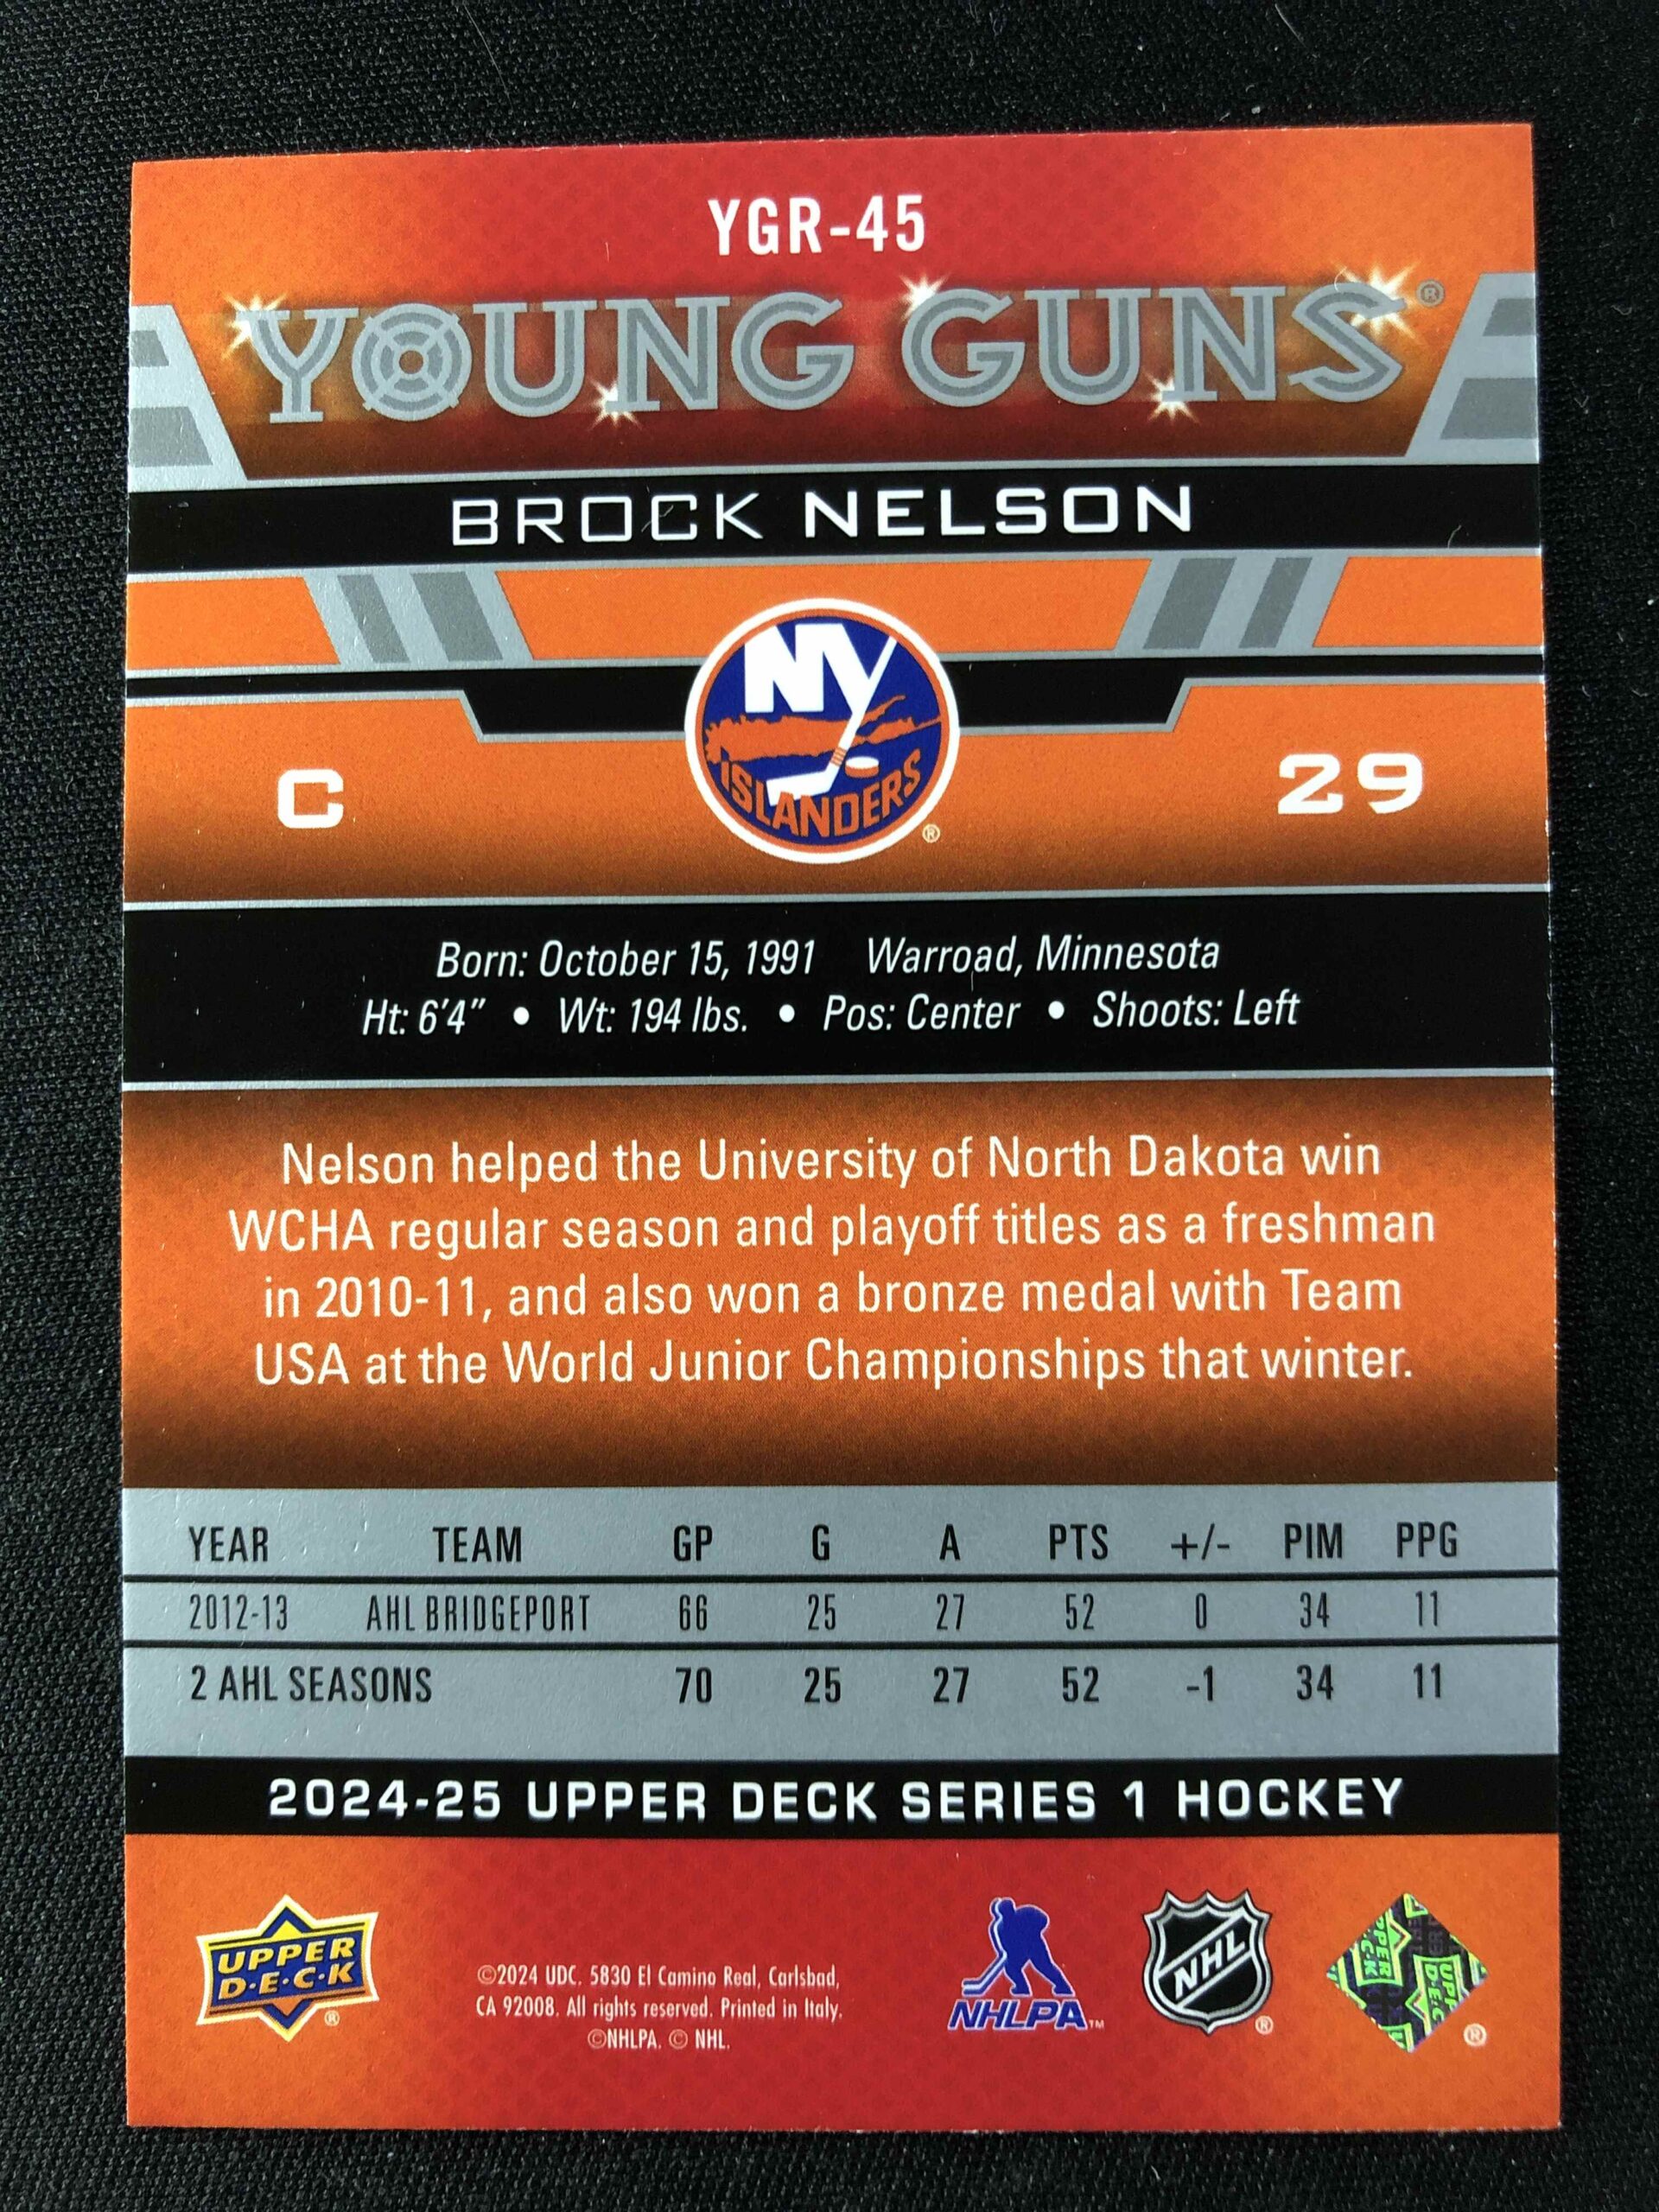 YGR-45
YOUNG GUNS®
BROCK NELSON
NY
ISLANDERS
®
C
29
Born: October 15, 1991 Warroad, Minnesota
Ht: 6'4" • Wt: 194 lbs. • Pos: Center • Shoots: Left
Nelson helped the University of North Dakota win
WCHA regular season and playoff titles as a freshman
in 2010-11, and also won a bronze medal with Team
USA at the World Junior Championships that winter.
YEAR TEAM GP G A PTS +/- PIM PPG
2012-13 AHL BRIDGEPORT 66 25 27 52 0 34 11
2 AHL SEASONS 70 25 27 52 -1 34 11
2024-25 UPPER DECK SERIES 1 HOCKEY
UPPER
D·E·C·K
®
©2024 UDC. 5830 El Camino Real, Carlsbad,
CA 92008. All rights reserved. Printed in Italy.
©NHLPA. © NHL.
NHLPA™
NHL
®
®